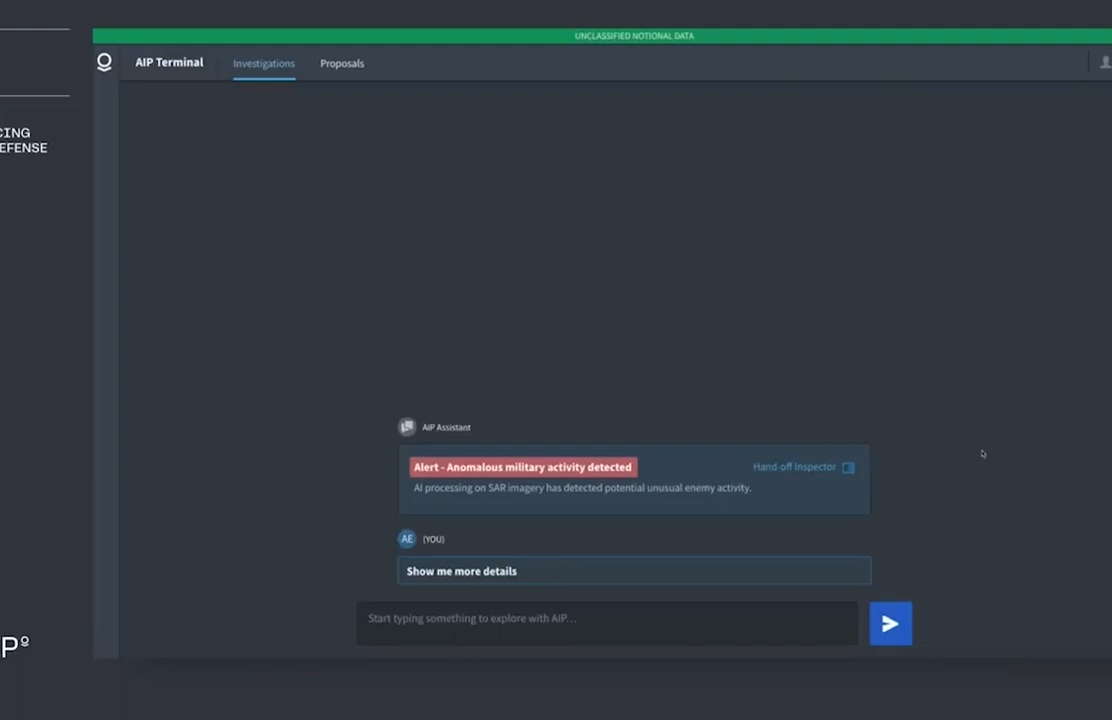 UNCLASSIFIED NOTIONAL DATA
AIP Terminal
Investigations
Proposals
CING
EFENSE
AIP Assistant
Alert - Anomalous military activity detected
Hand-off Inspector
AI processing on SAR imagery has detected potential unusual enemy activity.
AE (YOU)
Show me more details
Start typing something to explore with AIP...
Pº